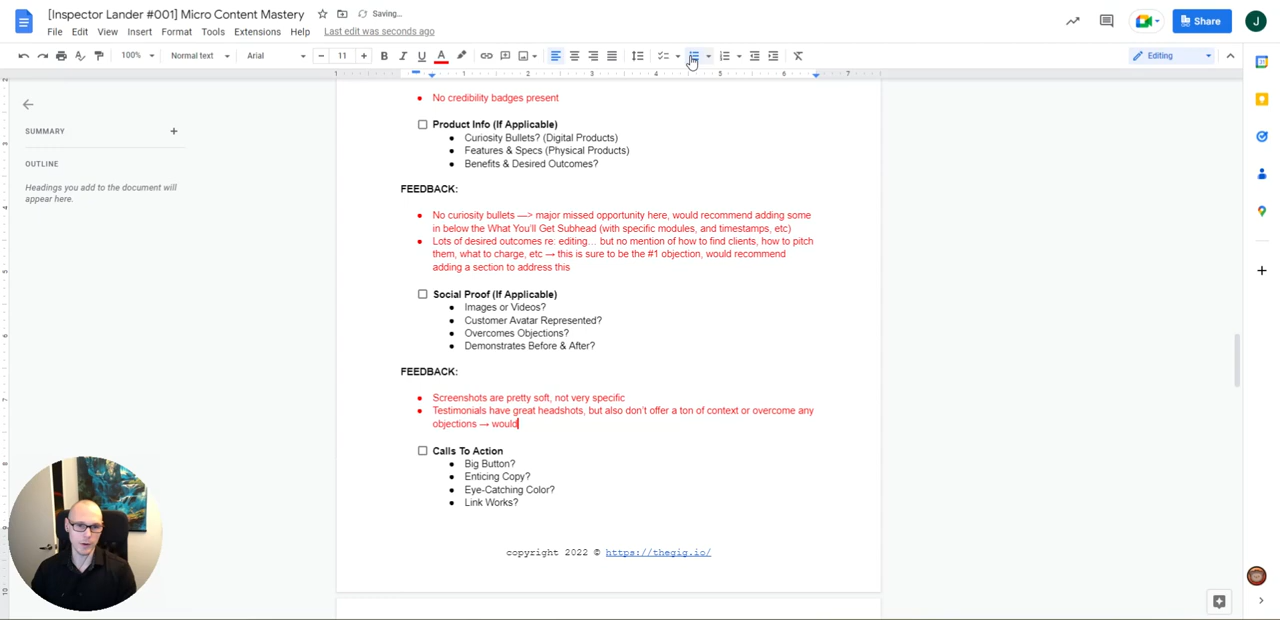 [Inspector Lander #001] Micro Content Mastery
Saving...
File Edit View Insert Format Tools Extensions Help Last edit was seconds ago
Share
J
100% Normal text Arial 11
Editing
SUMMARY
OUTLINE
Headings you add to the document will
appear here.
No credibility badges present
Product Info (If Applicable)
Curiosity Bullets? (Digital Products)
Features & Specs (Physical Products)
Benefits & Desired Outcomes?
FEEDBACK:
No curiosity bullets —> major missed opportunity here, would recommend adding some
in below the What You'll Get Subhead (with specific modules, and timestamps, etc)
Lots of desired outcomes re: editing… but no mention of how to find clients, how to pitch
them, what to charge, etc → this is sure to be the #1 objection, would recommend
adding a section to address this
Social Proof (If Applicable)
Images or Videos?
Customer Avatar Represented?
Overcomes Objections?
Demonstrates Before & After?
FEEDBACK:
Screenshots are pretty soft, not very specific
Testimonials have great headshots, but also don't offer a ton of context or overcome any
objections → would
Calls To Action
Big Button?
Enticing Copy?
Eye-Catching Color?
Link Works?
copyright 2022 © https://thegig.io/